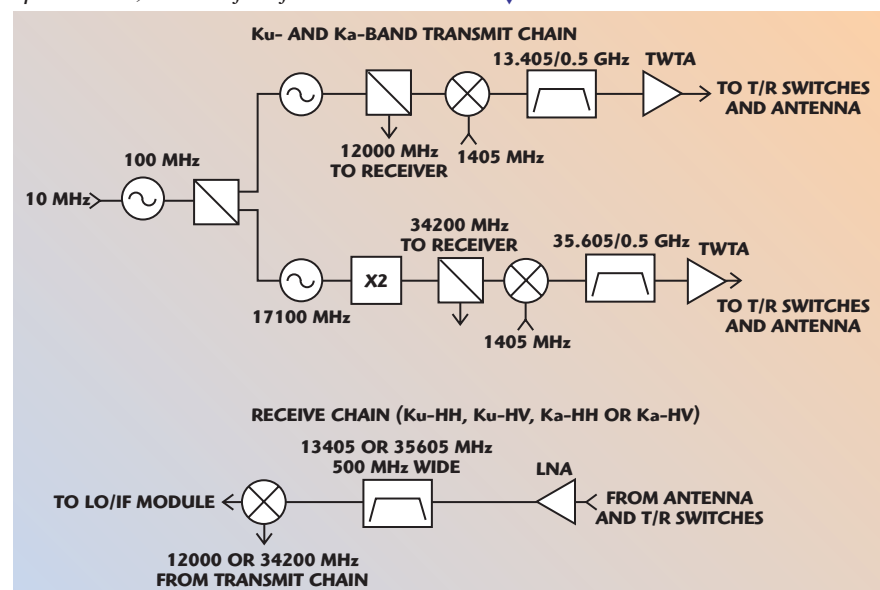 Ku- AND Ka-BAND TRANSMIT CHAIN
13.405/0.5 GHz
TWTA
TO T/R SWITCHES
AND ANTENNA
12000 MHz
TO RECEIVER
1405 MHz
100 MHz
10 MHz
34200 MHz
TO RECEIVER
35.605/0.5 GHz
TWTA
X2
17100 MHz
1405 MHz
TO T/R SWITCHES
AND ANTENNA
RECEIVE CHAIN (Ku-HH, Ku-HV, Ka-HH OR Ka-HV)
13405 OR 35605 MHz
500 MHz WIDE
LNA
TO LO/IF MODULE
FROM ANTENNA
AND T/R SWITCHES
12000 OR 34200 MHz
FROM TRANSMIT CHAIN